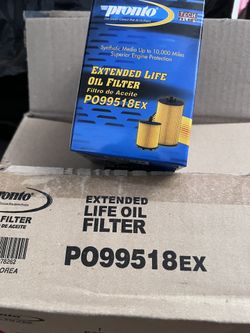 pronto
TECH
Synthetic Media Up to 10,000 Miles
Superior Engine Protection
EXTENDED LIFE
OIL FILTER
Filtro de Aceite
PO99518EX
pronto
FILTER
DE ACEITE
78262
OREA
EXTENDED
LIFE OIL
FILTER
PO99518EX